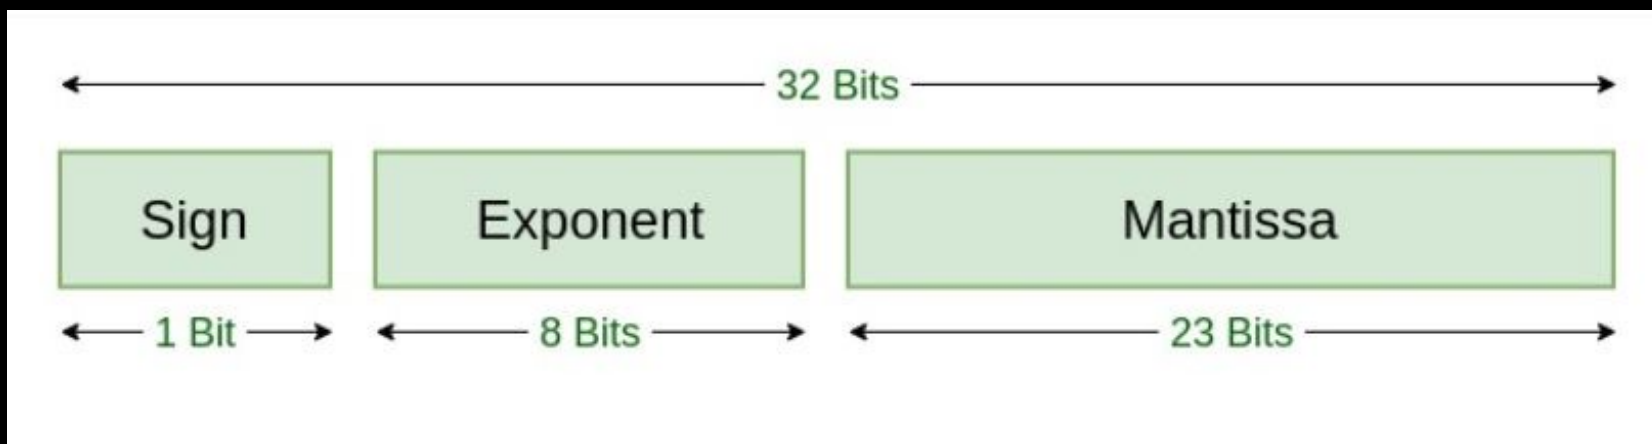 32 Bits
Sign Exponent Mantissa
1 Bit 8 Bits 23 Bits